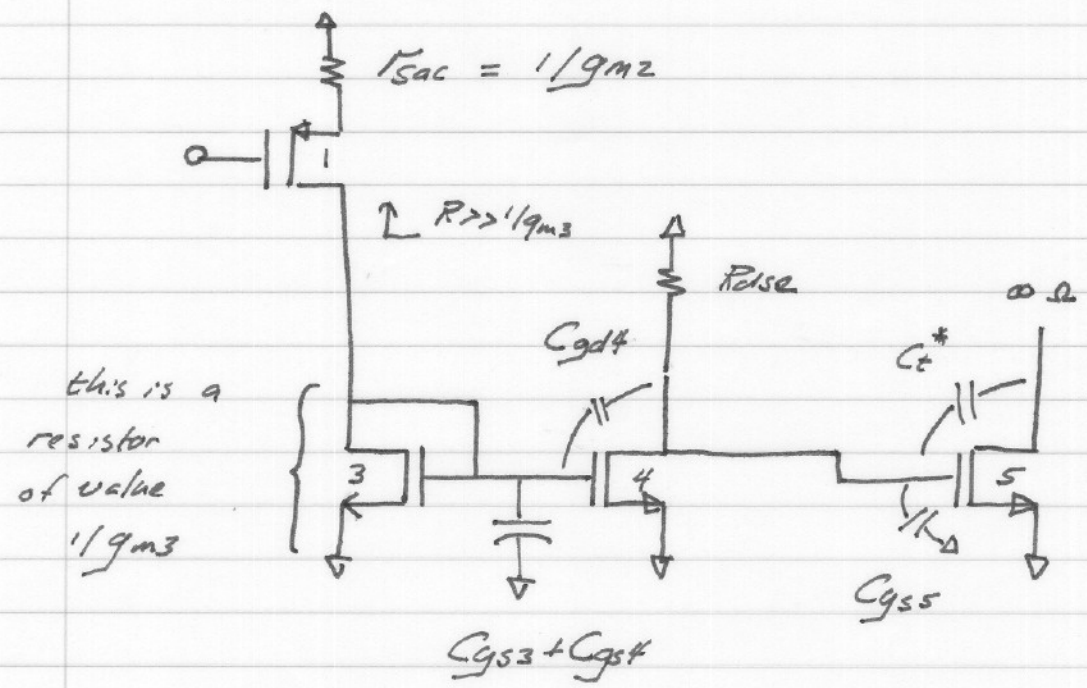 rsac = 1/gm2
1
R>>1/gm3
Rdse
∞ Ω
Cgd4
Ct*
this is a
resistor
of value
1/gm3
3
4
5
Cgs5
Cgs3+Cgs4